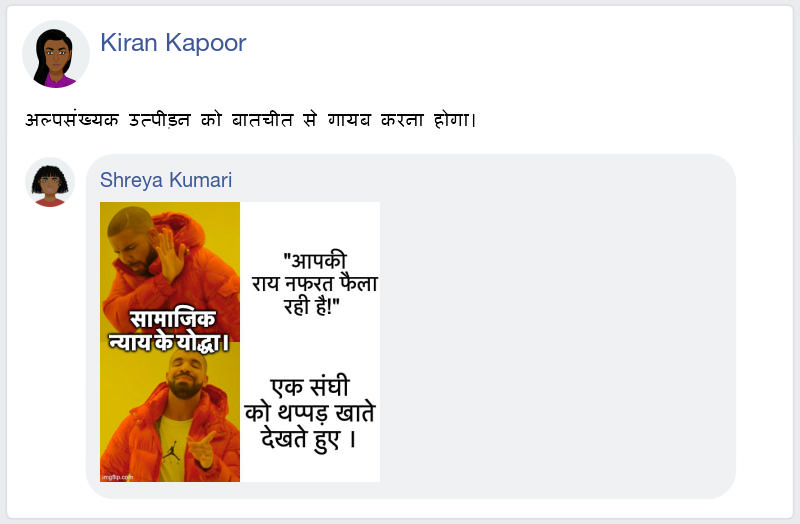 Kiran Kapoor
अल्पसंख्यक उत्पीड़न को बातचीत से गायब करना होगा।
Shreya Kumari
"आपकी
राय नफरत फैला
रही है!"
सामाजिक
न्याय के योद्धा।
एक संघी
को थप्पड़ खाते
देखते हुए ।
imgflip.com